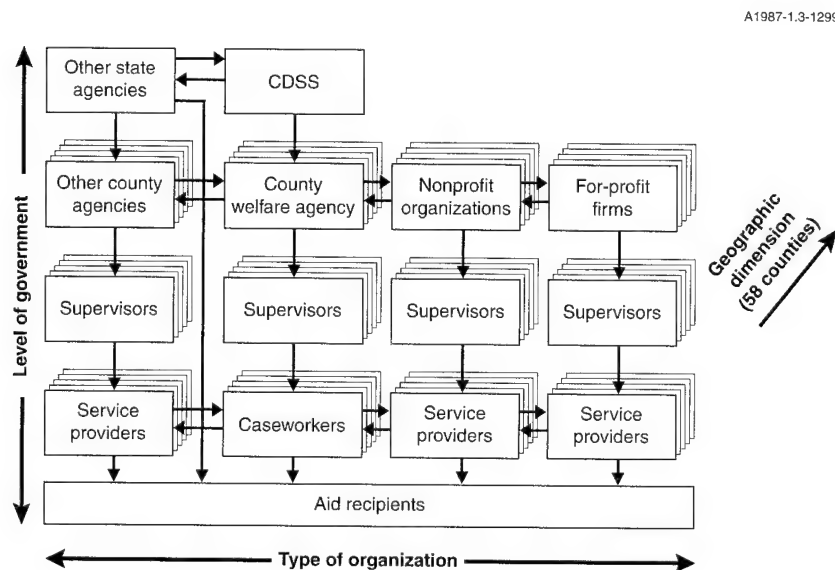 A1987-1.3-1299
Other state
agencies
CDSS
Other county
agencies
County
welfare agency
Nonprofit
organizations
For-profit
firms
Supervisors
Supervisors
Supervisors
Supervisors
Service
providers
Caseworkers
Service
providers
Service
providers
Aid recipients
Level of government
Type of organization
Geographic
dimension
(58 counties)